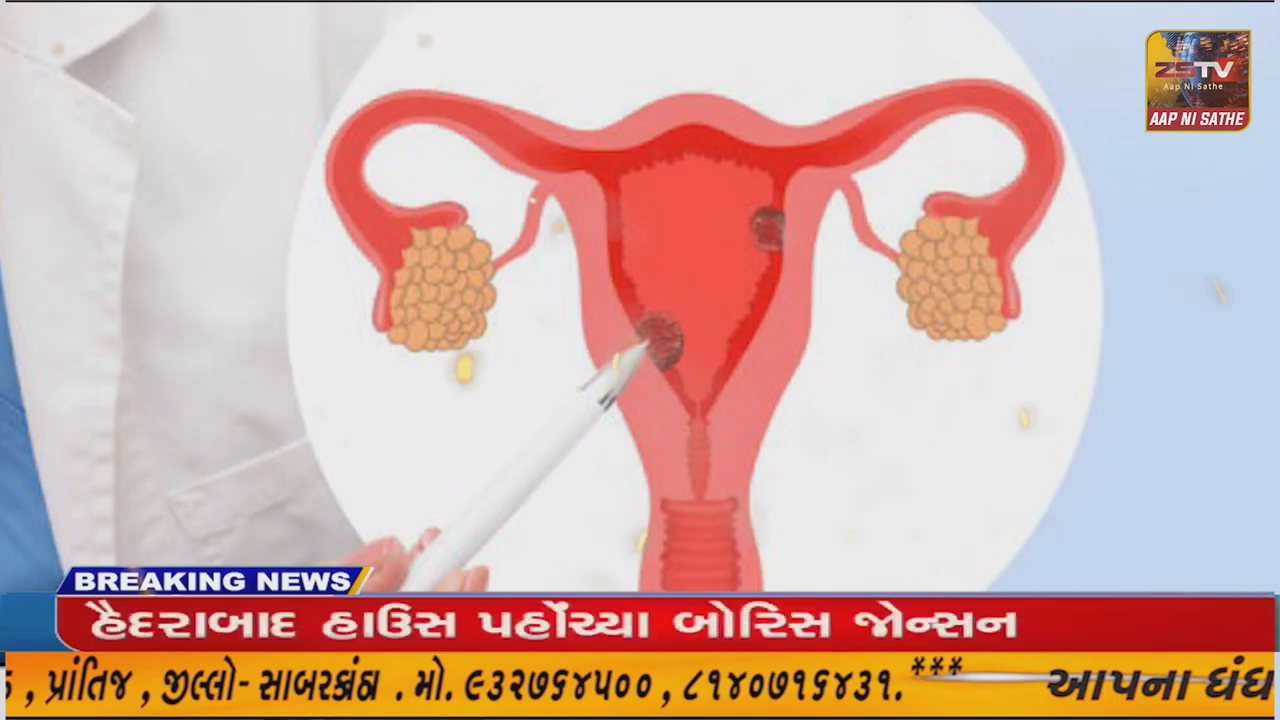 ZSTV
Aap Ni Sathe
AAP NI SATHE
BREAKING NEWS
હૈદરાબાદ હાઉસ પહોંચ્યા બોરિસ જોન્સન
, પ્રાંતિજ , જીલ્લો- સાબરકાંઠા . મો. ૯૩૨૭૬૪૫૦૦ , ૮૧૪૦૭૧૬૪૩૧.*** આપના